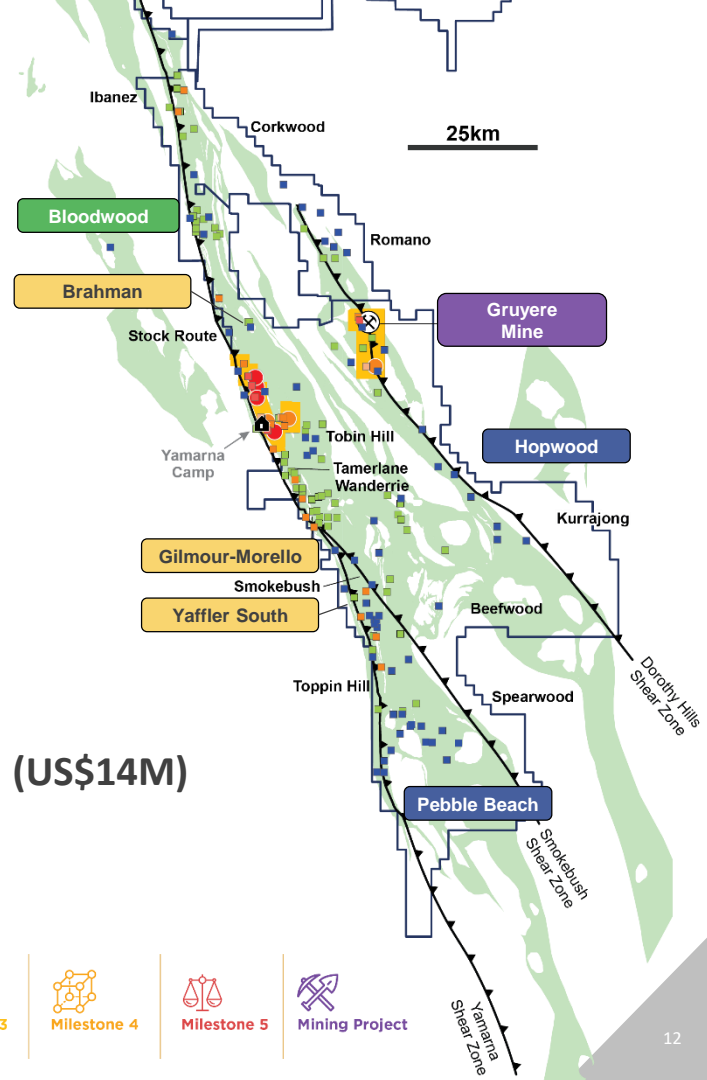 Ibanez
Corkwood
25km
Bloodwood
Romano
Brahman
Gruyere
Mine
Stock Route
Hopwood
Tobin Hill
Yamarna
Camp
Tamerlane
Wanderrie
Kurrajong
Gilmour-Morello
Smokebush
Beefwood
Yaffler South
Dorothy Hills
Shear Zone
Toppin Hill
Spearwood
(US$14M)
Pebble Beach
Smokebush
Shear Zone
3
Milestone 4
Milestone 5
Mining Project
Yamarna
Shear Zone
12